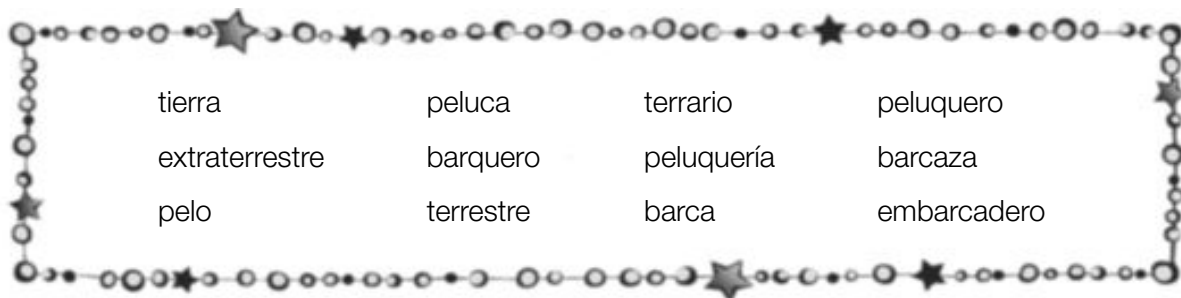 tierra peluca terrario peluquero
extraterrestre barquero peluquería barcaza
pelo terrestre barca embarcadero